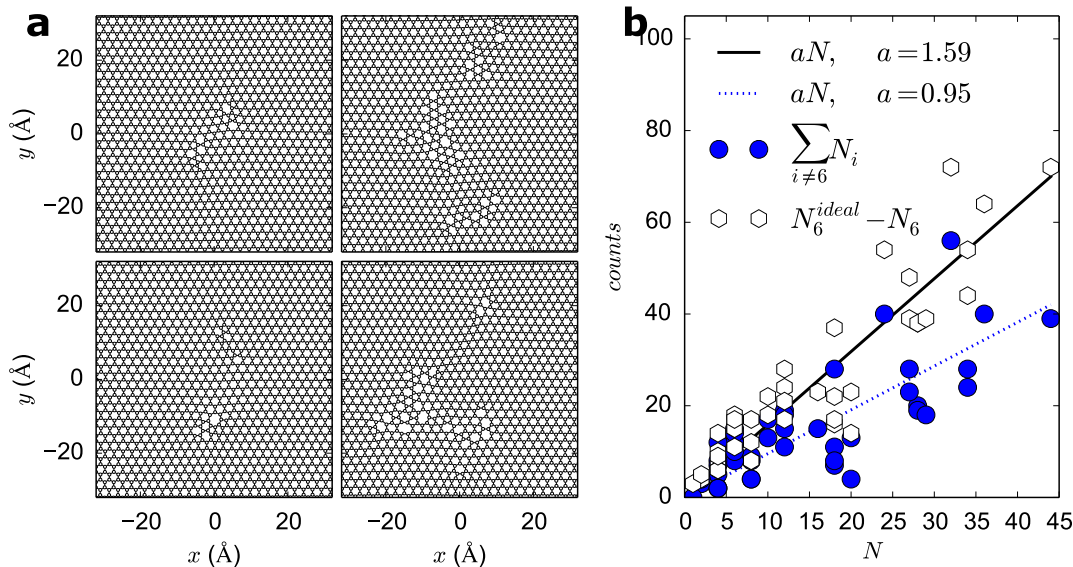 a
b
20
0
−20
y (Å)
20
0
−20
y (Å)
−20 0 20
x (Å)
−20 0 20
x (Å)
100
80
60
40
20
0
counts
aN, a=1.59
aN, a=0.95
∑_{i≠6} N_i
N_6^{ideal} − N_6
0 5 10 15 20 25 30 35 40 45
N